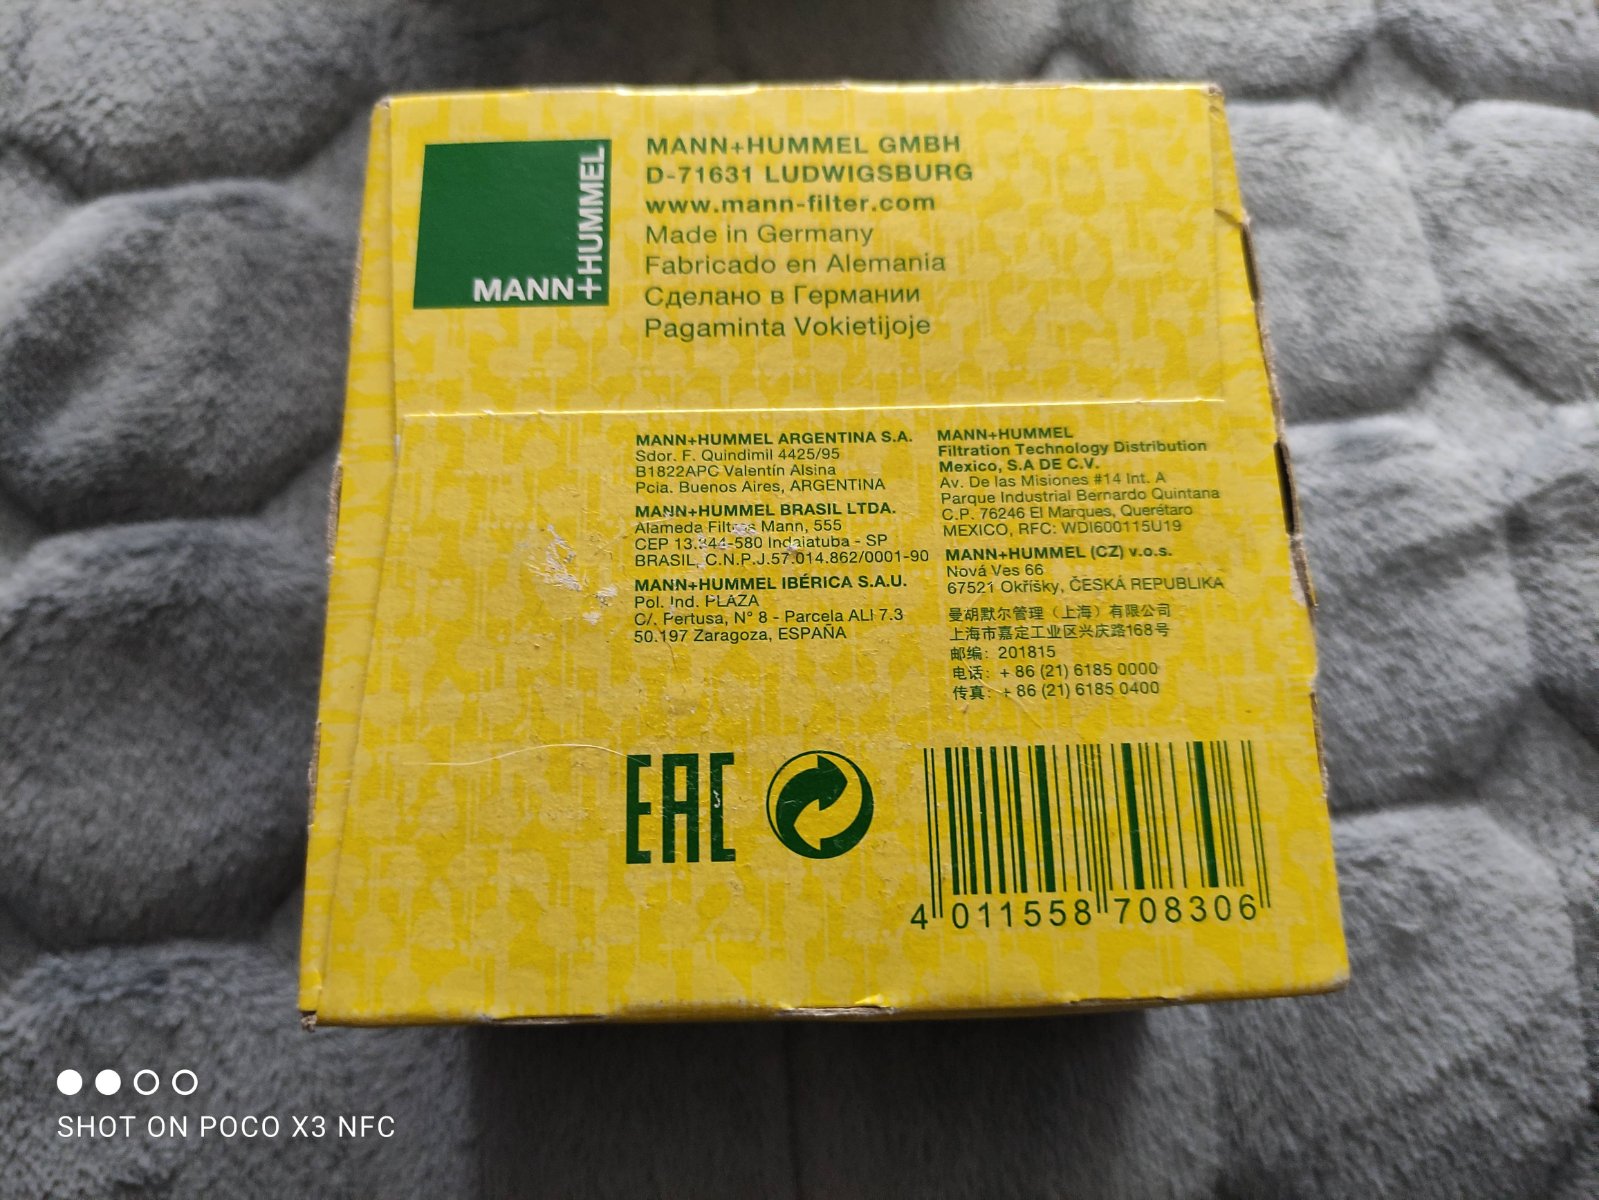 MANN+HUMMEL
MANN+HUMMEL GMBH
D-71631 LUDWIGSBURG
www.mann-filter.com
Made in Germany
Fabricado en Alemania
Сделано в Германии
Pagaminta Vokietijoje
MANN+HUMMEL ARGENTINA S.A.
Sdor. F. Quindimil 4425/95
B1822APC Valentín Alsina
Pcia. Buenos Aires, ARGENTINA
MANN+HUMMEL BRASIL LTDA.
Alameda Filtros Mann, 555
CEP 13.344-580 Indaiatuba - SP
BRASIL, C.N.P.J.57.014.862/0001-90
MANN+HUMMEL IBÉRICA S.A.U.
Pol. Ind. PLAZA
C/. Pertusa, N° 8 - Parcela ALI 7.3
50.197 Zaragoza, ESPAÑA
MANN+HUMMEL
Filtration Technology Distribution
Mexico, S.A DE C.V.
Av. De las Misiones #14 Int. A
Parque Industrial Bernardo Quintana
C.P. 76246 El Marques, Querétaro
MEXICO, RFC: WDI600115U19
MANN+HUMMEL (CZ) v.o.s.
Nová Ves 66
67521 Okříšky, ČESKÁ REPUBLIKA
曼胡默尔管理（上海）有限公司
上海市嘉定工业区兴庆路168号
邮编：201815
电话：+ 86 (21) 6185 0000
传真：+ 86 (21) 6185 0400
EAC
4 011558 708306
SHOT ON POCO X3 NFC